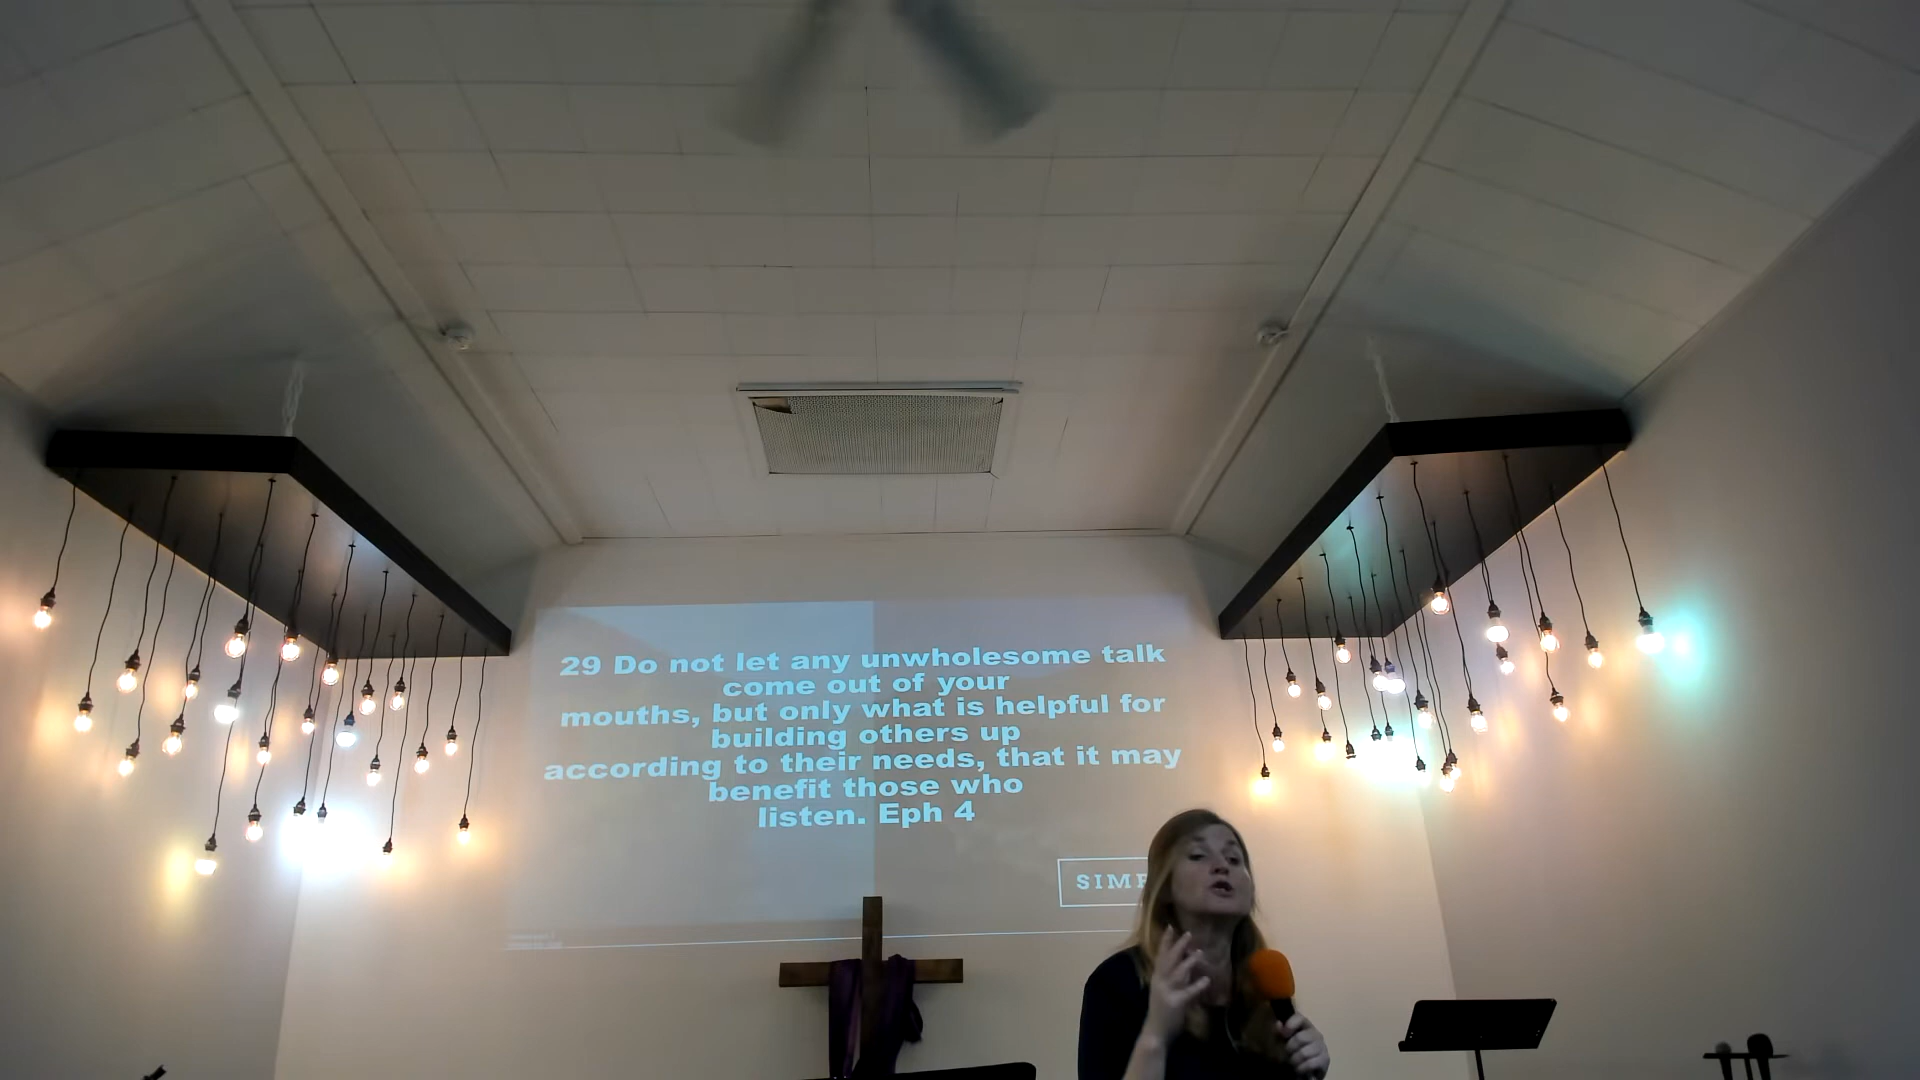 29 Do not let any unwholesome talk
come out of your
mouths, but only what is helpful for
building others up
according to their needs, that it may
benefit those who
listen. Eph 4